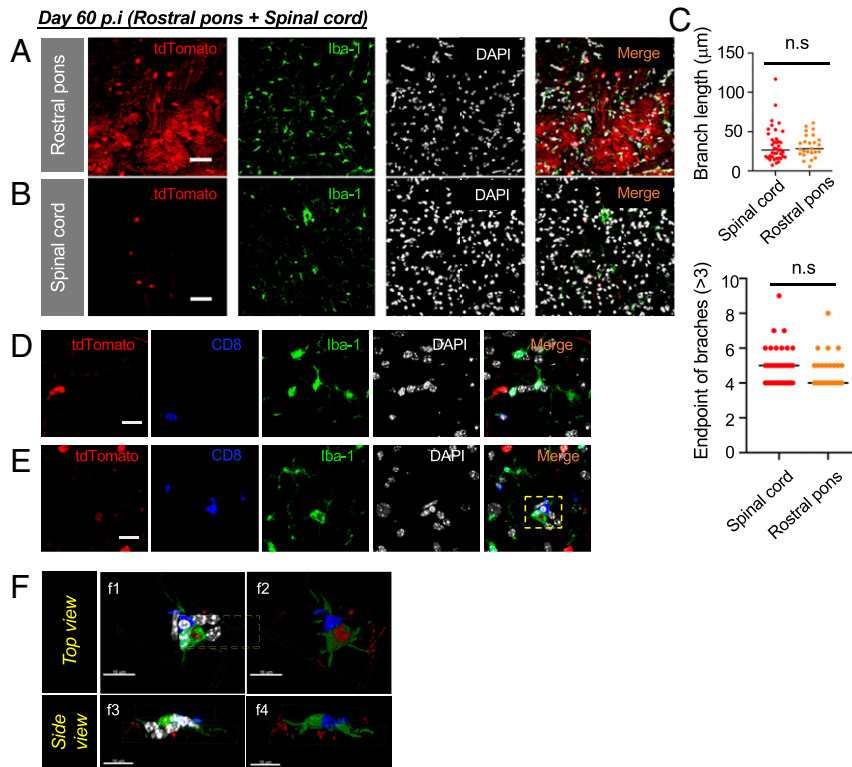 Day 60 p.i (Rostral pons + Spinal cord)
A
Rostral pons
tdTomato
Iba-1
DAPI
Merge
B
Spinal cord
tdTomato
Iba-1
DAPI
Merge
C
n.s
Branch length (μm)
150
100
50
0
Spinal cord
Rostral pons
n.s
Endpoint of braches (>3)
10
8
6
4
2
0
Spinal cord
Rostral pons
D
tdTomato
CD8
Iba-1
DAPI
Merge
E
tdTomato
CD8
Iba-1
DAPI
Merge
F
Top view
f1
f2
Side
view
f3
f4